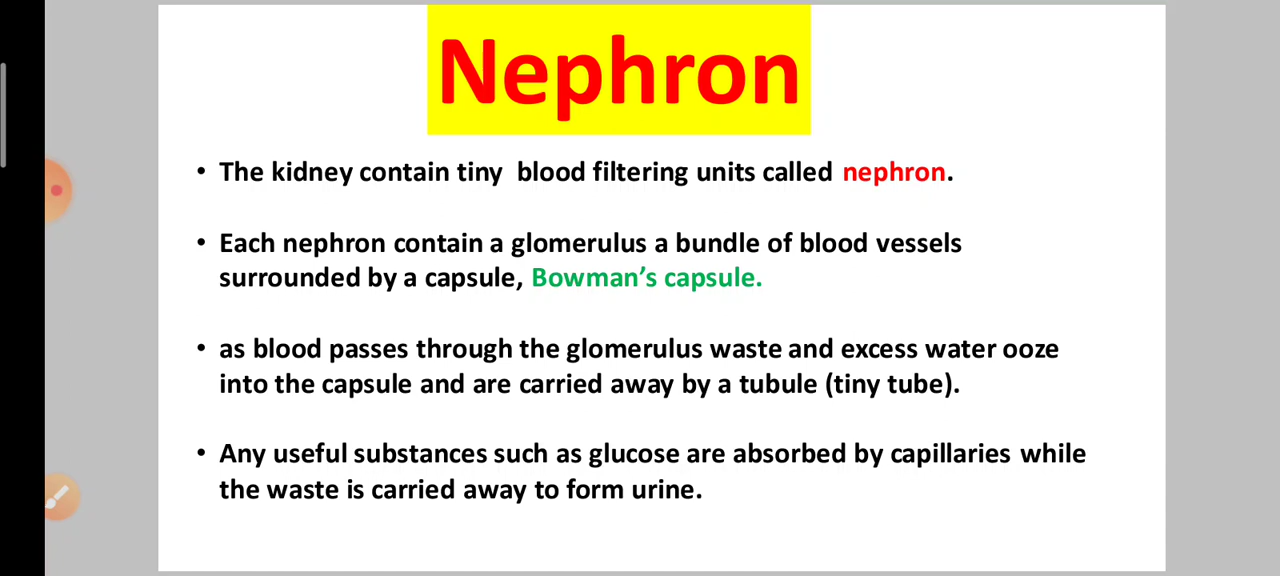 Nephron
• The kidney contain tiny  blood filtering units called nephron.
• Each nephron contain a glomerulus a bundle of blood vessels
surrounded by a capsule, Bowman’s capsule.
• as blood passes through the glomerulus waste and excess water ooze
into the capsule and are carried away by a tubule (tiny tube).
• Any useful substances such as glucose are absorbed by capillaries while
the waste is carried away to form urine.